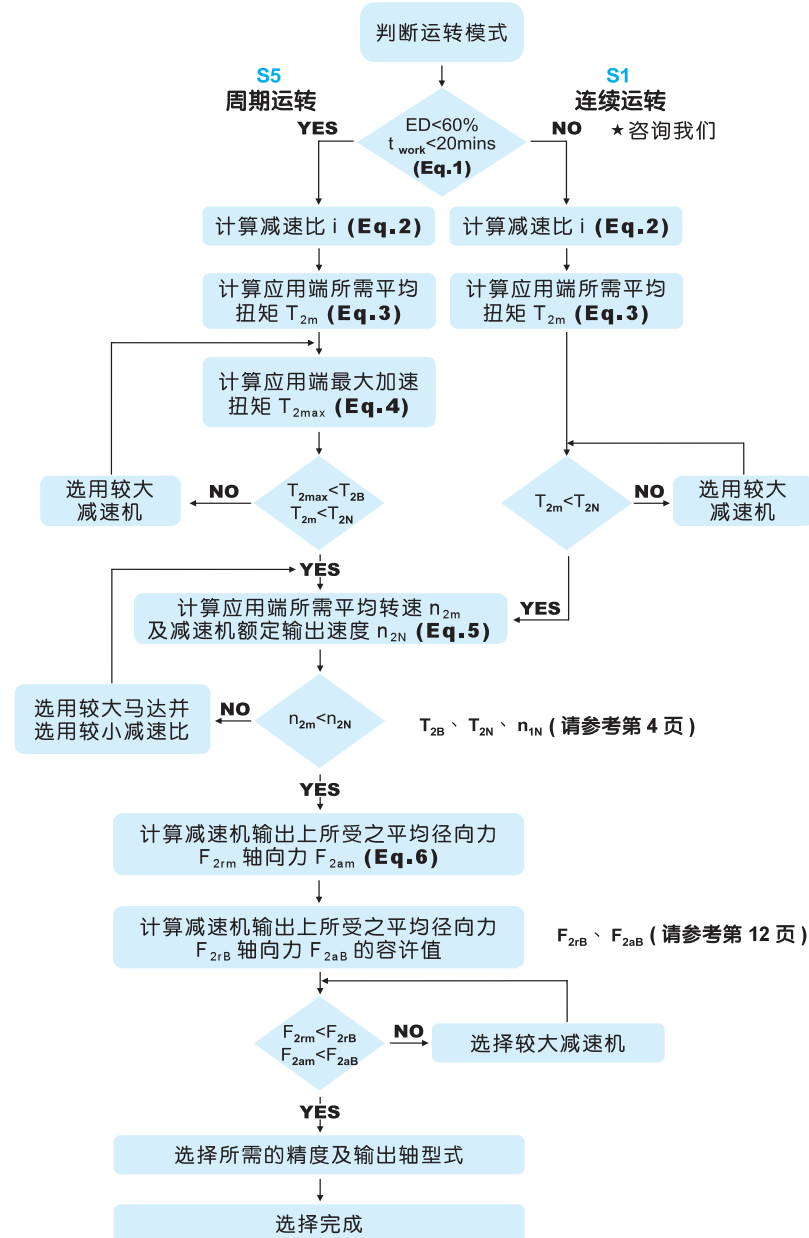 判断运转模式
S5
周期运转
S1
连续运转
YES
ED<60%
t work<20mins
(Eq.1)
NO
★咨询我们
计算减速比 i (Eq.2)
计算减速比 i (Eq.2)
计算应用端所需平均
扭矩 T2m (Eq.3)
计算应用端所需平均
扭矩 T2m (Eq.3)
计算应用端最大加速
扭矩 T2max (Eq.4)
选用较大
减速机
NO
T2max<T2B
T2m<T2N
T2m<T2N
NO
选用较大
减速机
YES
计算应用端所需平均转速 n2m
及减速机额定输出速度 n2N (Eq.5)
YES
选用较大马达并
选用较小减速比
NO
n2m<n2N
T2B、T2N、n1N (请参考第 4 页)
YES
计算减速机输出上所受之平均径向力
F2rm 轴向力 F2am (Eq.6)
计算减速机输出上所受之平均径向力
F2rB 轴向力 F2aB 的容许值
F2rB、F2aB (请参考第 12 页)
F2rm<F2rB
F2am<F2aB
NO
选择较大减速机
YES
选择所需的精度及输出轴型式
选择完成